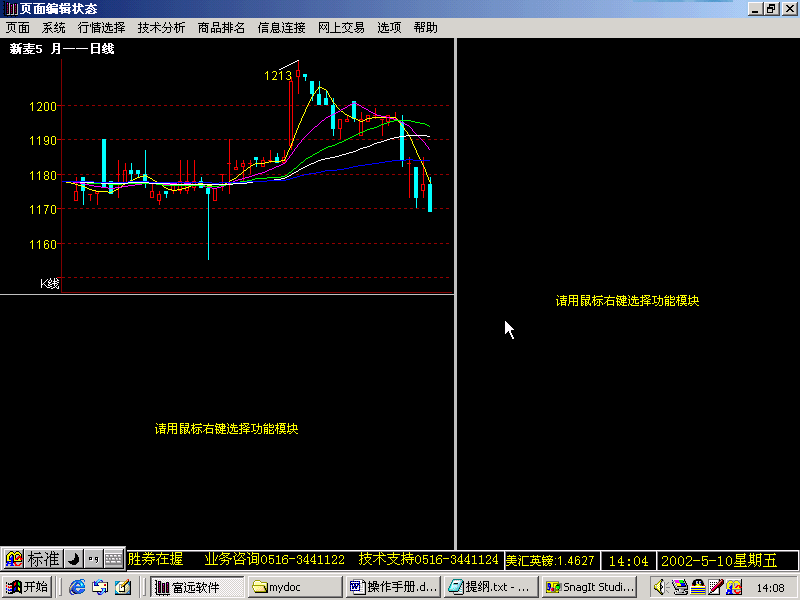 页面编辑状态
页面 系统 行情选择 技术分析 商品排名 信息连接 网上交易 选项 帮助
新麦5 月一一日线
1213
1200
1190
1180
1170
1160
K线
请用鼠标右键选择功能模块
请用鼠标右键选择功能模块
标准 胜券在握 业务咨询0516-3441122 技术支持0516-3441124 美汇英镑:1.4627 14:04 2002-5-10星期五
开始 富远软件 mydoc 操作手册.d... 提纲.txt - ... SnagIt Studi... 14:08